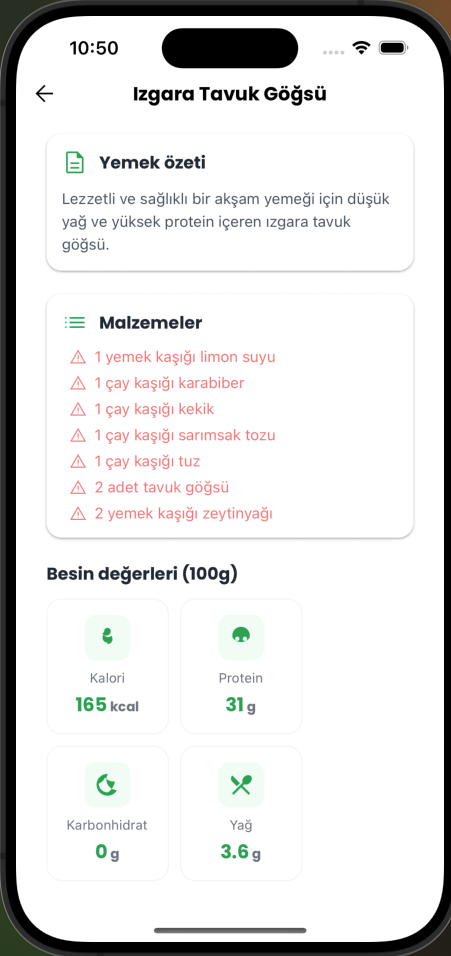 10:50
Izgara Tavuk Göğsü
Yemek özeti
Lezzetli ve sağlıklı bir akşam yemeği için düşük
yağ ve yüksek protein içeren ızgara tavuk
göğsü.
Malzemeler
1 yemek kaşığı limon suyu
1 çay kaşığı karabiber
1 çay kaşığı kekik
1 çay kaşığı sarımsak tozu
1 çay kaşığı tuz
2 adet tavuk göğsü
2 yemek kaşığı zeytinyağı
Besin değerleri (100g)
Kalori
165 kcal
Protein
31 g
Karbonhidrat
0 g
Yağ
3.6 g